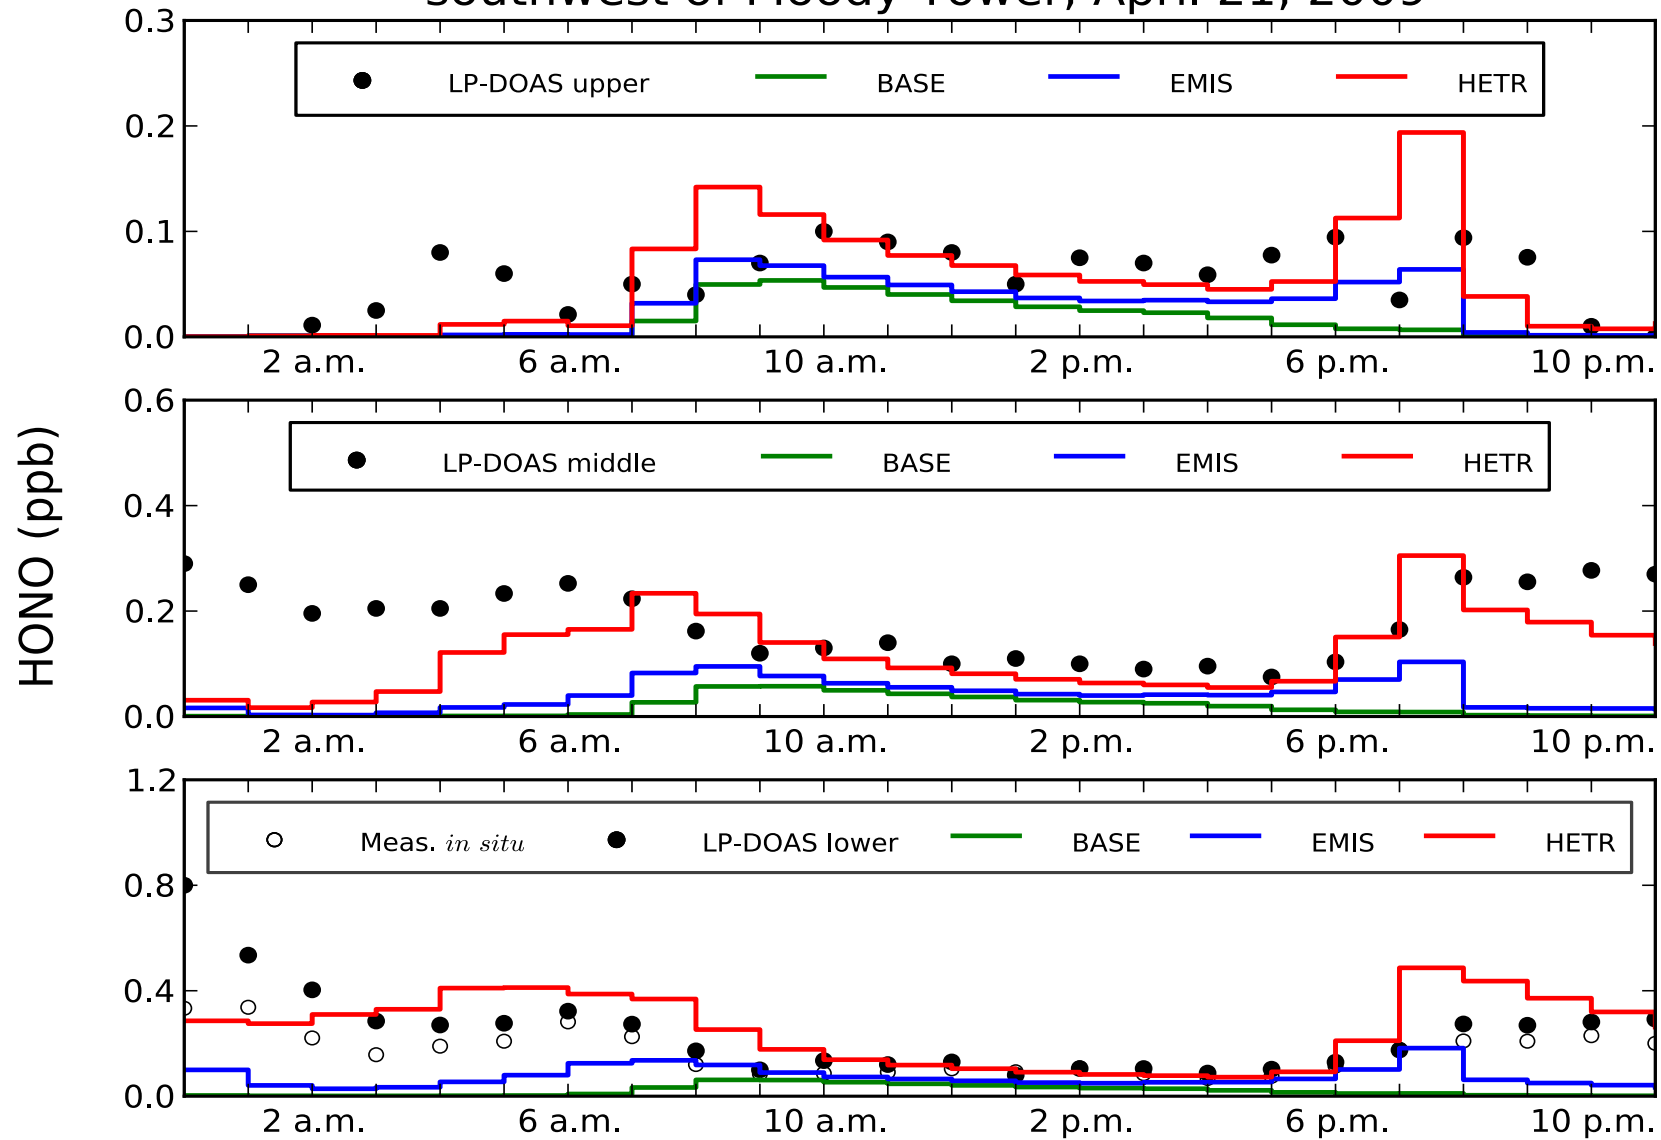 0.3
LP-DOAS upper BASE EMIS HETR
0.2
0.1
0.0
2 a.m. 6 a.m. 10 a.m. 2 p.m. 6 p.m. 10 p.m.
HONO (ppb)
0.6
LP-DOAS middle BASE EMIS HETR
0.4
0.2
0.0
2 a.m. 6 a.m. 10 a.m. 2 p.m. 6 p.m. 10 p.m.
1.2
Meas. in situ LP-DOAS lower BASE EMIS HETR
0.8
0.4
0.0
2 a.m. 6 a.m. 10 a.m. 2 p.m. 6 p.m. 10 p.m.